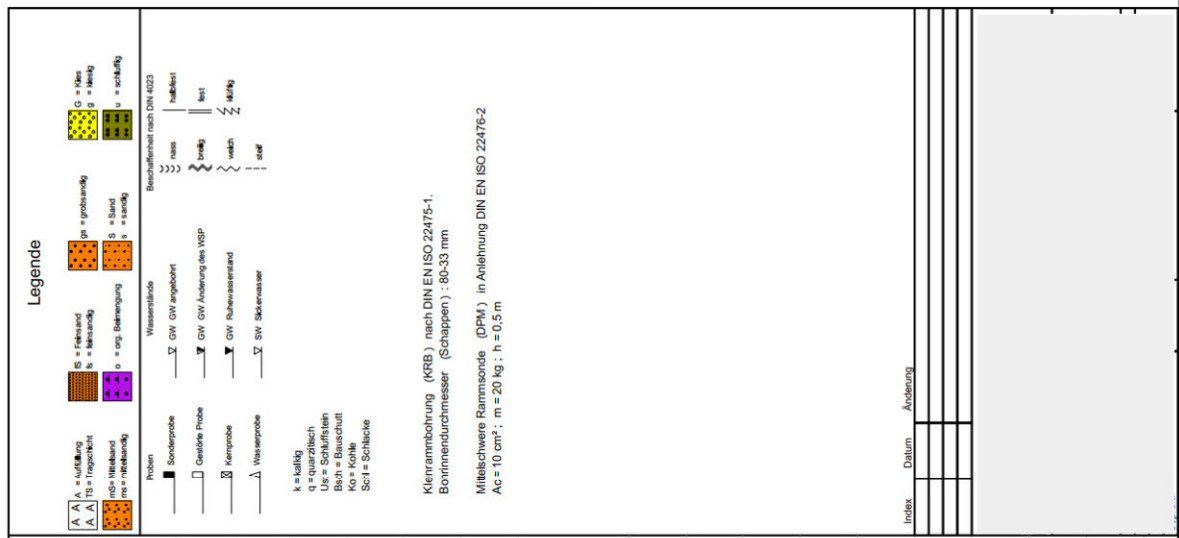 Legende
A = Auffüllung
TS = Tragschicht
A A A
A A A
fS = Feinsand
fs = feinsandig
gs = grobsandig
G = Kies
g = kiesig
mS= Mittelsand
ms= mittelsandig
o = org. Beimengung
S = Sand
s = sandig
u = schluffig
Proben
Sonderprobe
Gestörte Probe
Kernprobe
Wasserprobe
Wasserstände
GW GW angebohrt
GW GW Änderung des WSP
GW GW Ruhewasserstand
SW Sickerwasser
Beschaffenheit nach DIN 4023
nass
breiig
weich
steif
halbfest
fest
klüftig
k = kalkig
q = quarzitisch
Us = Schluffstein
Bsch = Bauschutt
Ko = Kohle
Schl = Schlacke
Kleinrammbohrung (KRB) nach DIN EN ISO 22475-1.
Bohrinnendurchmesser (Schappen) : 80-33 mm
Mittelschwere Rammsonde (DPM) in Anlehnung DIN EN ISO 22476-2
Ac = 10 cm² ; m = 20 kg ; h = 0,5 m
Index
Datum
Änderung